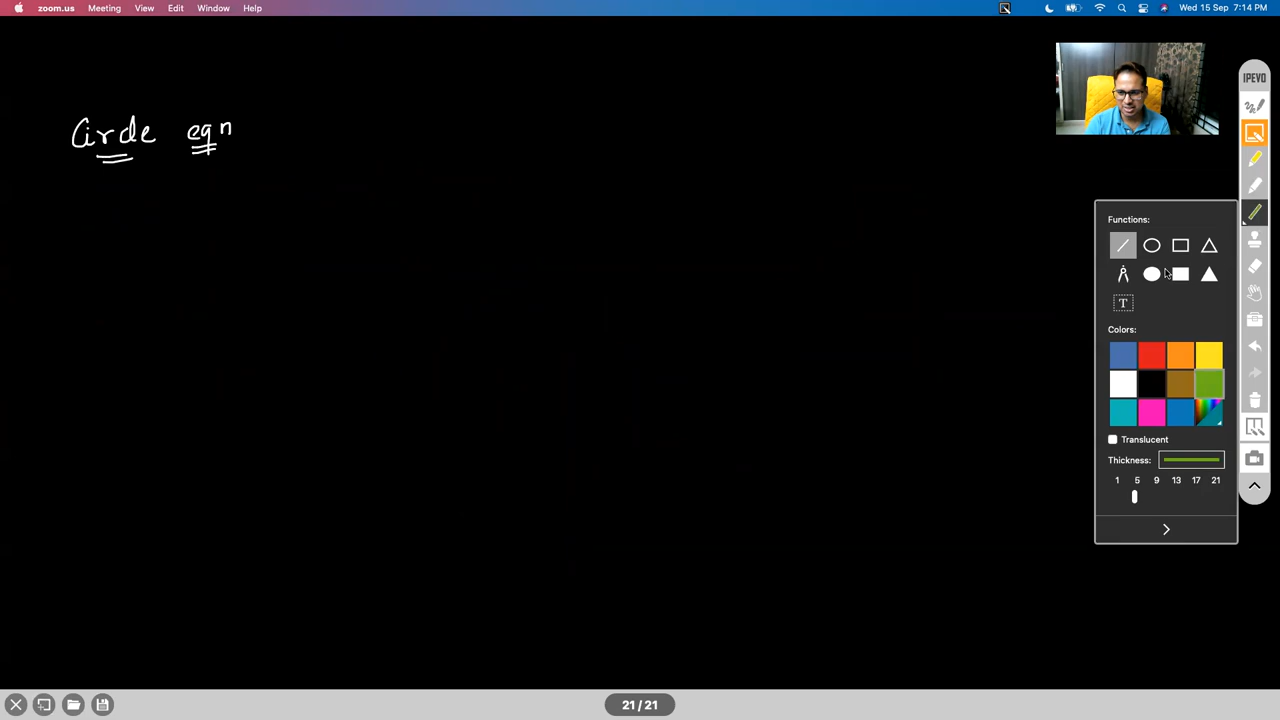 zoom.us Meeting View Edit Window Help Wed 15 Sep 7:14 PM
IPEVO
Circle eqn
Functions:
T
Colors:
Translucent
Thickness:
1 5 9 13 17 21
21 / 21